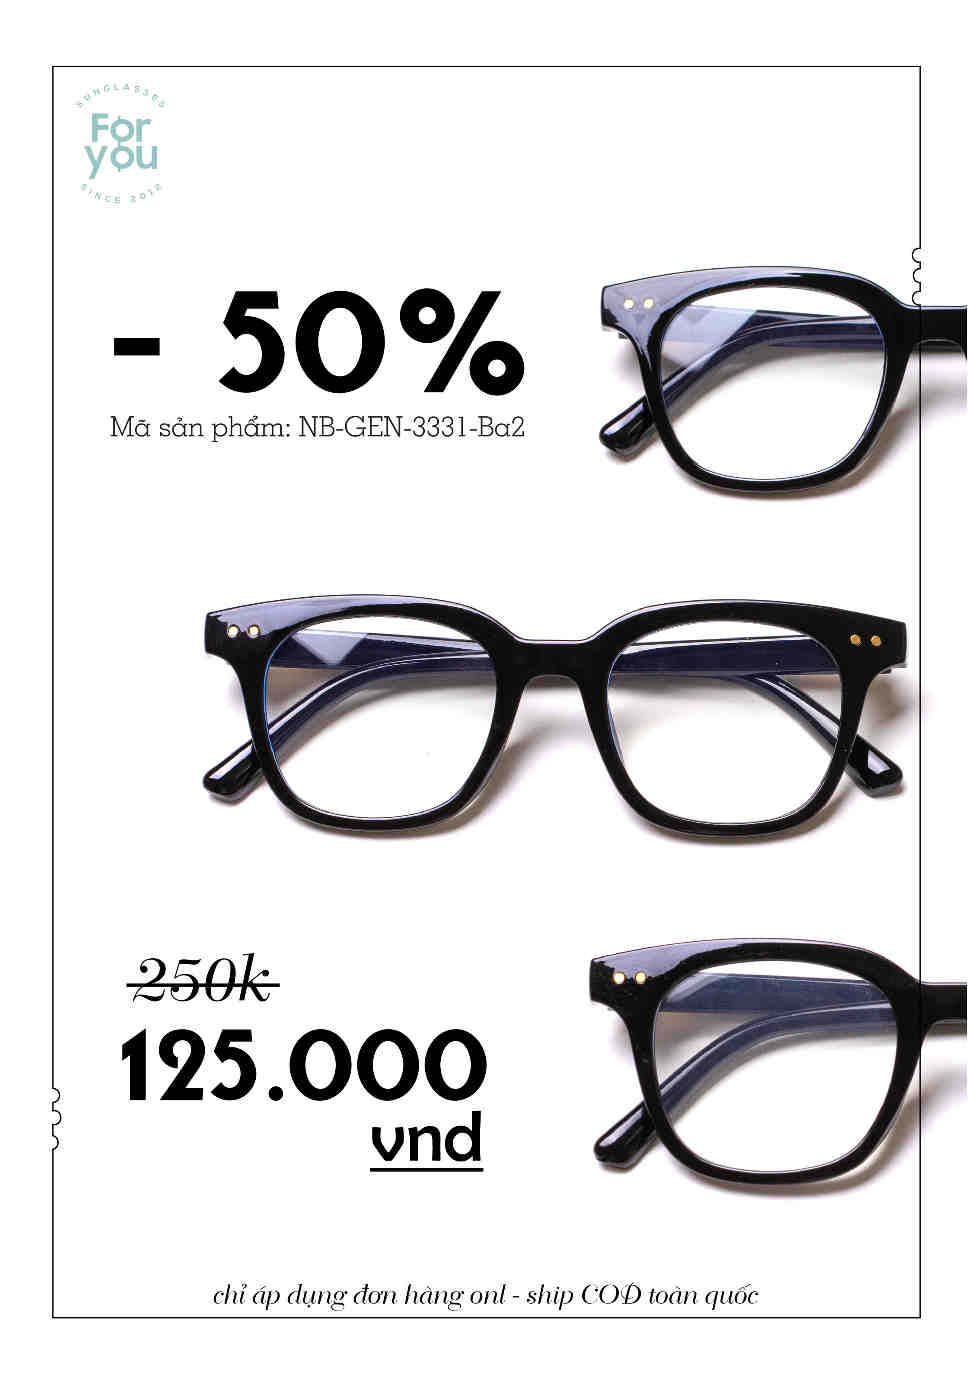 SUNGLASSES
For
you
SINCE 2012
- 50%
Mã sản phẩm: NB-GEN-3331-Ba2
250k
125.000
vnd
chỉ áp dụng đơn hàng onl - ship COD toàn quốc